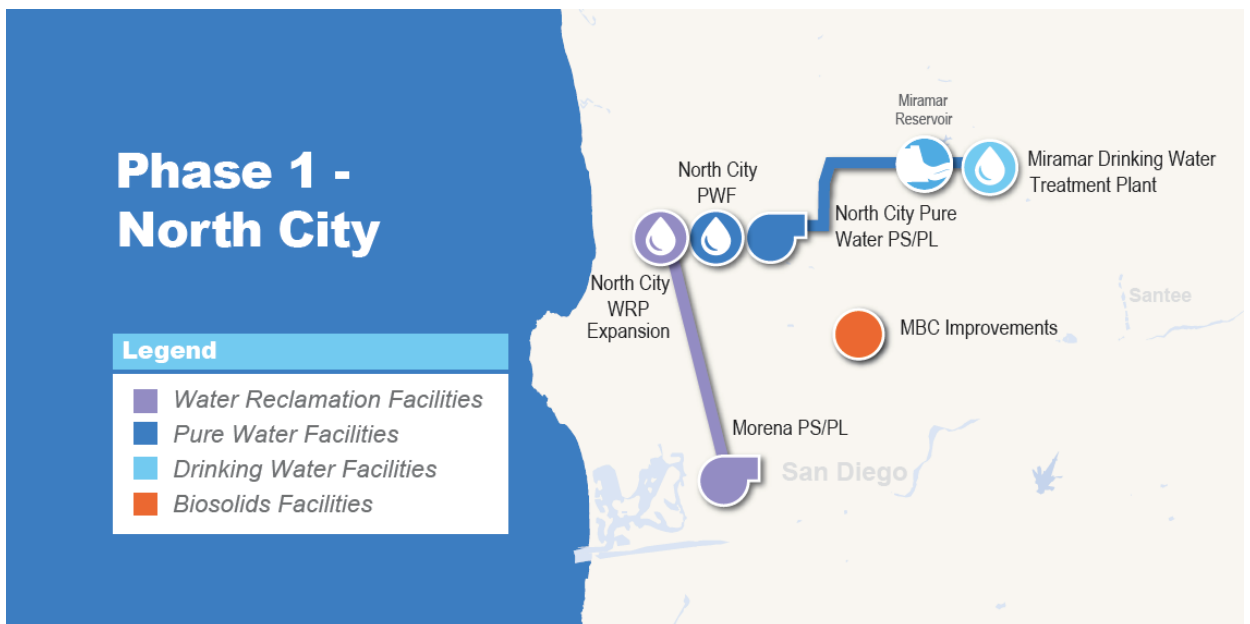 Phase 1 -
North City
Legend
Water Reclamation Facilities
Pure Water Facilities
Drinking Water Facilities
Biosolids Facilities
Miramar
Reservoir
Miramar Drinking Water
Treatment Plant
North City
PWF
North City Pure
Water PS/PL
North City
WRP
Expansion
Santee
MBC Improvements
Morena PS/PL
San Diego